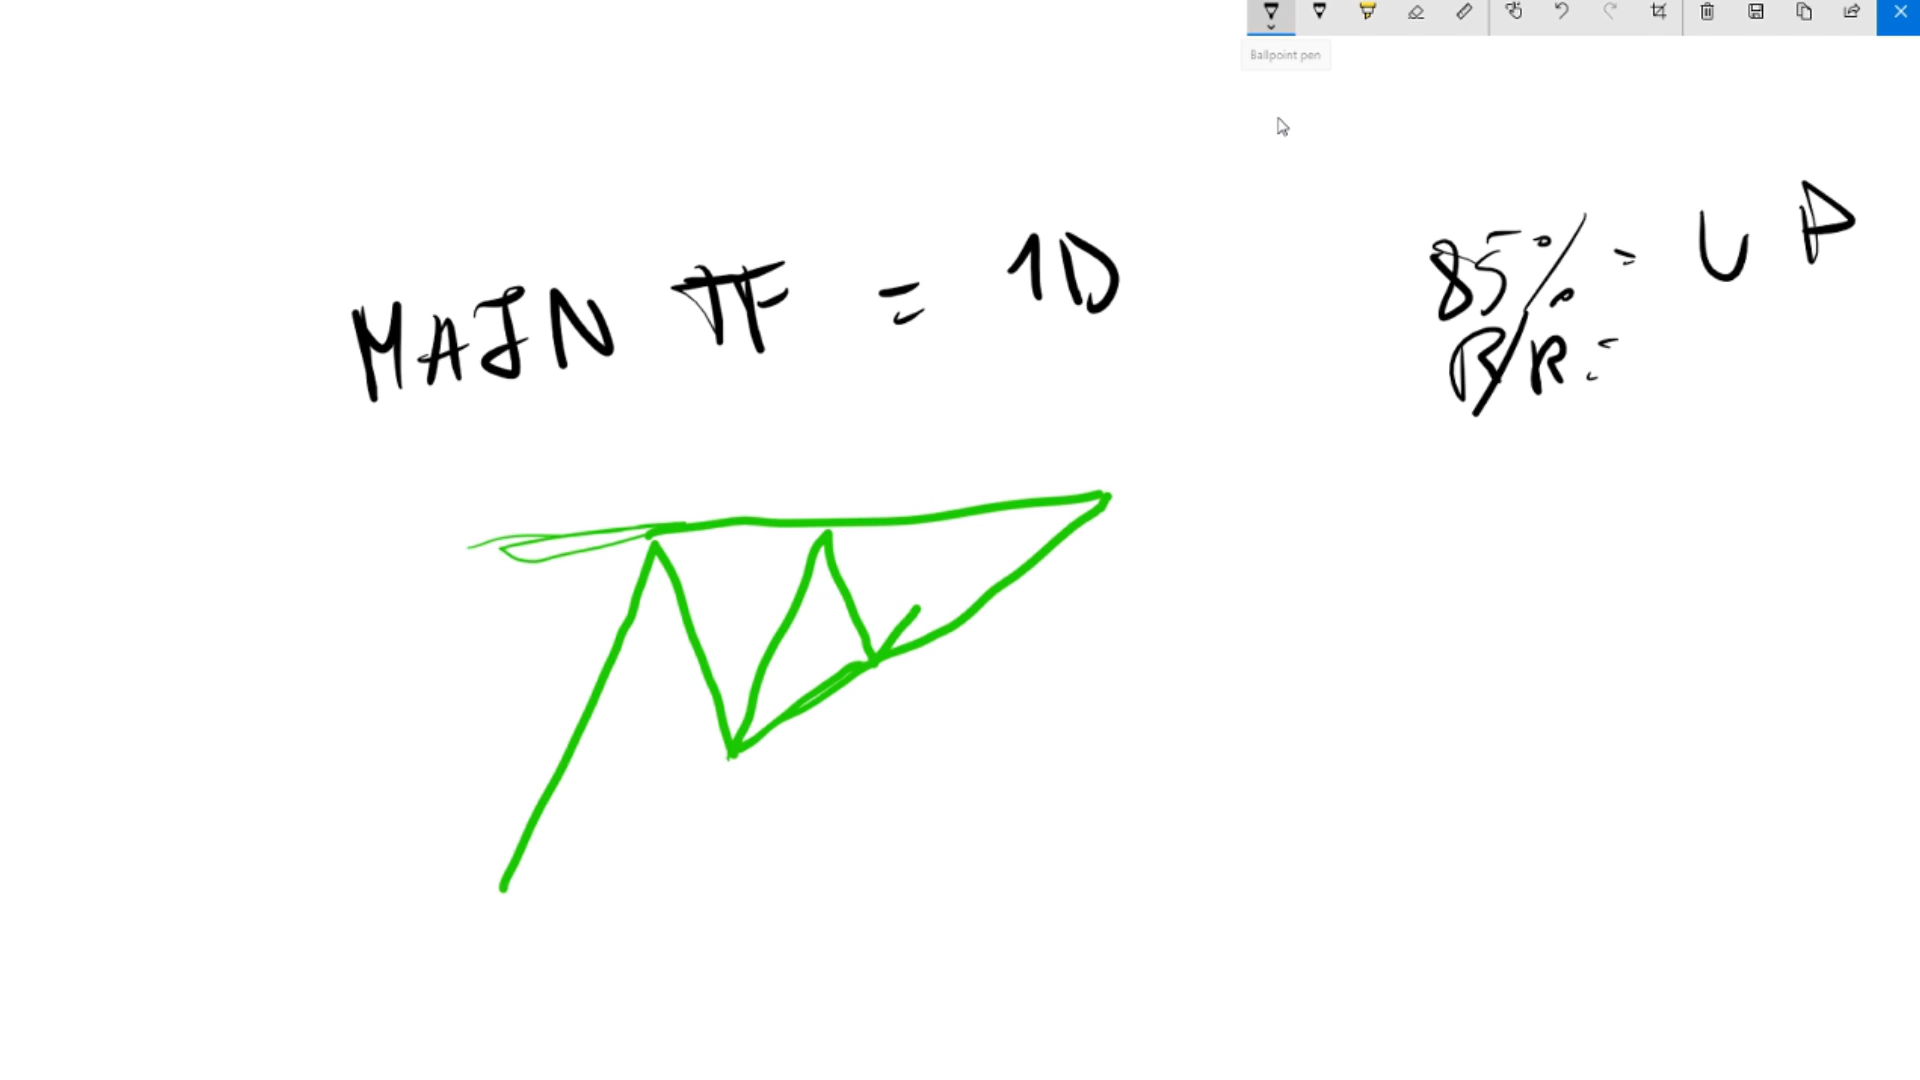 Ballpoint pen
MAIN TF = 1D
85% = UP
R/R =